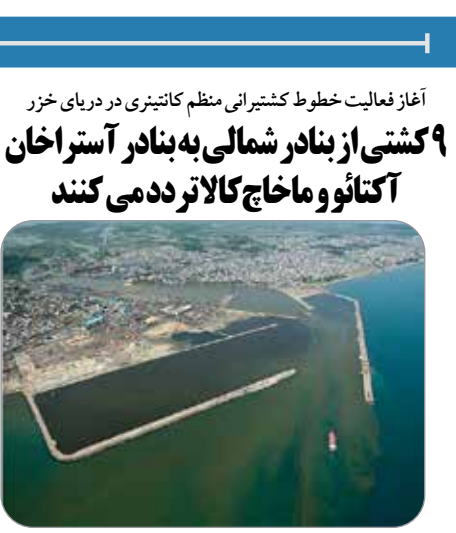 آغاز فعالیت خطوط کشتیرانی منظم کانتینری در دریای خزر
۹ کشتی از بنادر شمالی به بنادر آستراخان
آکتائو و ماخاچ کالا تردد می کنند